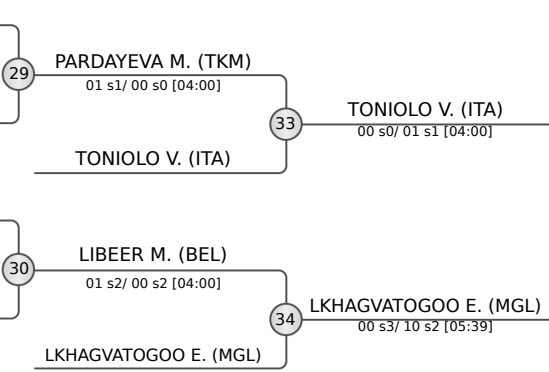 PARDAYEVA M. (TKM)
29
01 s1/ 00 s0 [04:00]
TONIOLO V. (ITA)
33
00 s0/ 01 s1 [04:00]
TONIOLO V. (ITA)
LIBEER M. (BEL)
30
01 s2/ 00 s2 [04:00]
LKHAGVATOGOO E. (MGL)
34
00 s3/ 10 s2 [05:39]
LKHAGVATOGOO E. (MGL)